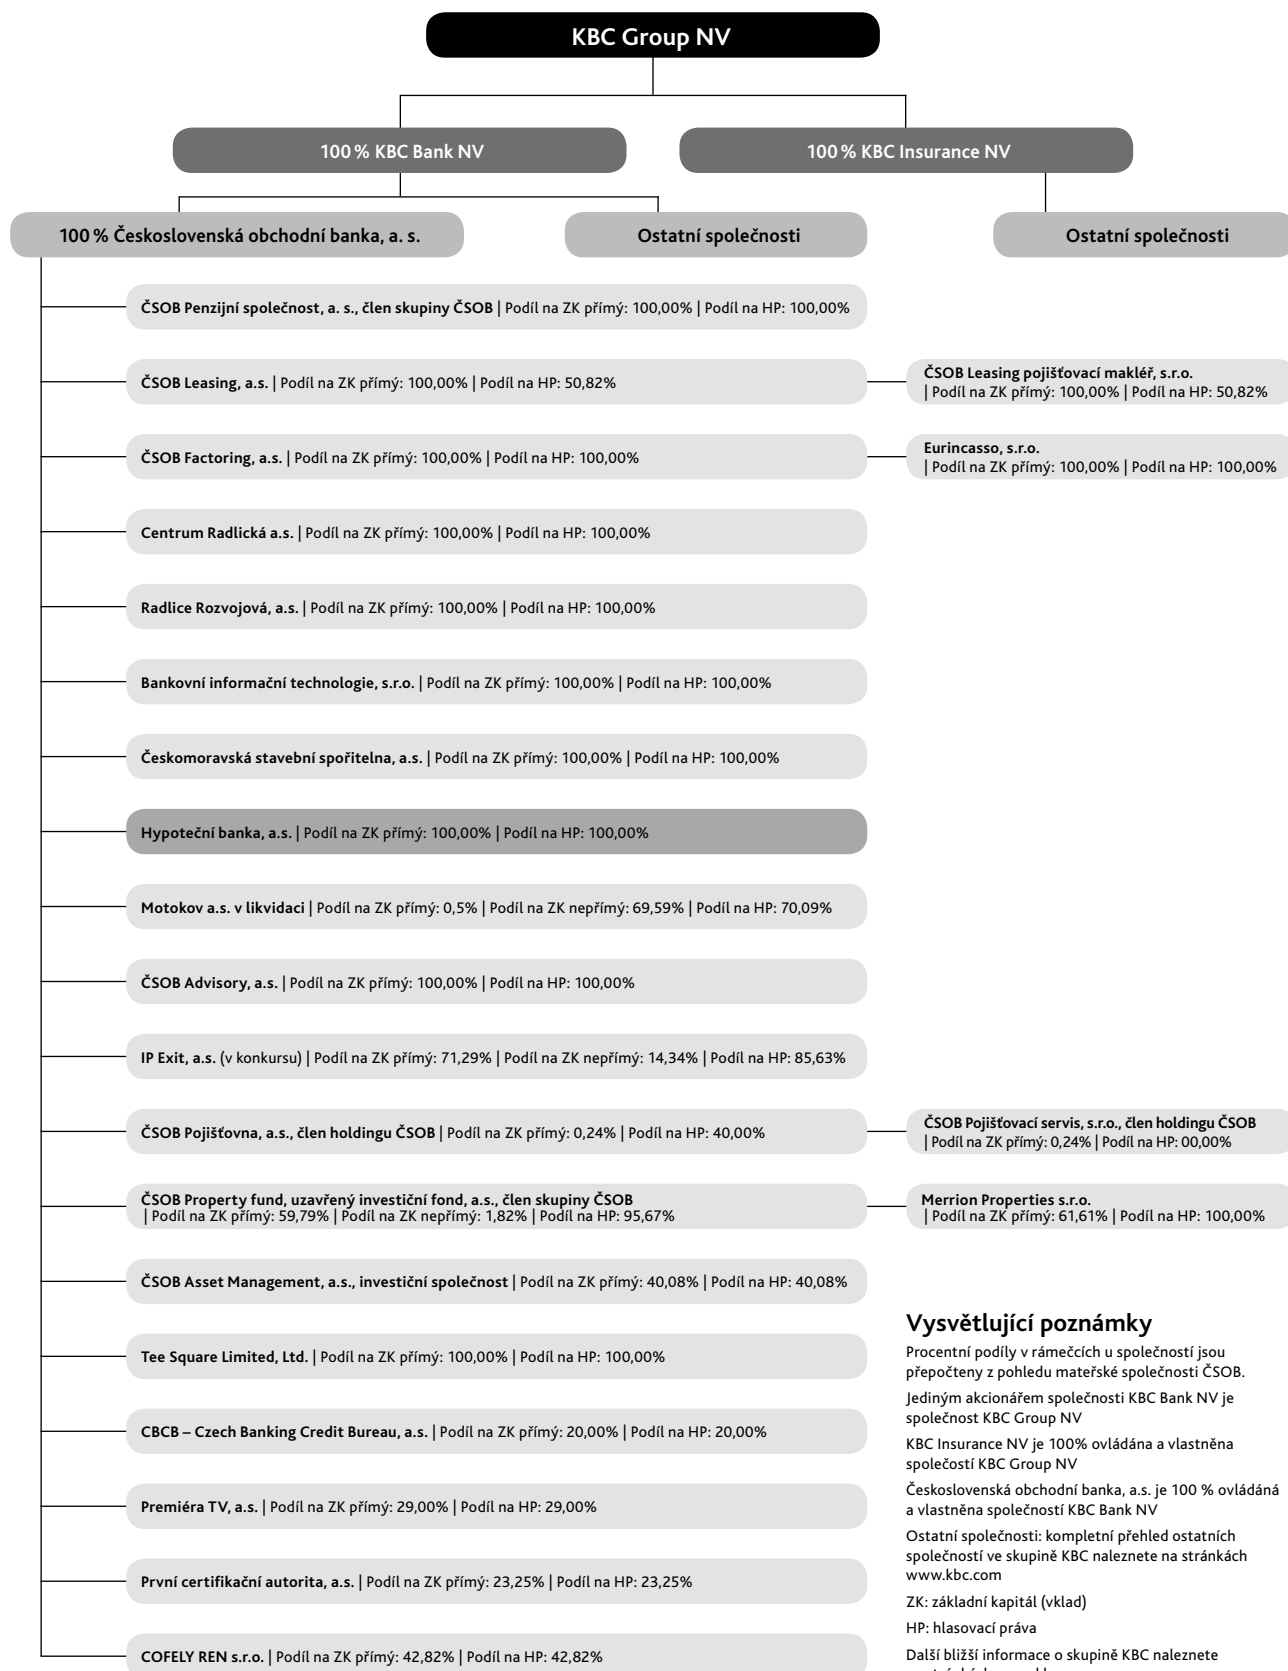 KBC Group NV
100 % KBC Bank NV
100 % KBC Insurance NV
100 % Československá obchodní banka, a. s.
Ostatní společnosti
Ostatní společnosti
ČSOB Penzijní společnost, a. s., člen skupiny ČSOB | Podíl na ZK přímý: 100,00% | Podíl na HP: 100,00%
ČSOB Leasing, a.s. | Podíl na ZK přímý: 100,00% | Podíl na HP: 50,82%
ČSOB Leasing pojišťovací makléř, s.r.o.
| Podíl na ZK přímý: 100,00% | Podíl na HP: 50,82%
ČSOB Factoring, a.s. | Podíl na ZK přímý: 100,00% | Podíl na HP: 100,00%
Eurincasso, s.r.o.
| Podíl na ZK přímý: 100,00% | Podíl na HP: 100,00%
Centrum Radlická a.s. | Podíl na ZK přímý: 100,00% | Podíl na HP: 100,00%
Radlice Rozvojová, a.s. | Podíl na ZK přímý: 100,00% | Podíl na HP: 100,00%
Bankovní informační technologie, s.r.o. | Podíl na ZK přímý: 100,00% | Podíl na HP: 100,00%
Českomoravská stavební spořitelna, a.s. | Podíl na ZK přímý: 100,00% | Podíl na HP: 100,00%
Hypoteční banka, a.s. | Podíl na ZK přímý: 100,00% | Podíl na HP: 100,00%
Motokov a.s. v likvidaci | Podíl na ZK přímý: 0,5% | Podíl na ZK nepřímý: 69,59% | Podíl na HP: 70,09%
ČSOB Advisory, a.s. | Podíl na ZK přímý: 100,00% | Podíl na HP: 100,00%
IP Exit, a.s. (v konkursu) | Podíl na ZK přímý: 71,29% | Podíl na ZK nepřímý: 14,34% | Podíl na HP: 85,63%
ČSOB Pojišťovna, a.s., člen holdingu ČSOB | Podíl na ZK přímý: 0,24% | Podíl na HP: 40,00%
ČSOB Pojišťovací servis, s.r.o., člen holdingu ČSOB
| Podíl na ZK přímý: 0,24% | Podíl na HP: 00,00%
ČSOB Property fund, uzavřený investiční fond, a.s., člen skupiny ČSOB
| Podíl na ZK přímý: 59,79% | Podíl na ZK nepřímý: 1,82% | Podíl na HP: 95,67%
Merrion Properties s.r.o.
| Podíl na ZK přímý: 61,61% | Podíl na HP: 100,00%
ČSOB Asset Management, a.s., investiční společnost | Podíl na ZK přímý: 40,08% | Podíl na HP: 40,08%
Tee Square Limited, Ltd. | Podíl na ZK přímý: 100,00% | Podíl na HP: 100,00%
CBCB – Czech Banking Credit Bureau, a.s. | Podíl na ZK přímý: 20,00% | Podíl na HP: 20,00%
Premiéra TV, a.s. | Podíl na ZK přímý: 29,00% | Podíl na HP: 29,00%
První certifikační autorita, a.s. | Podíl na ZK přímý: 23,25% | Podíl na HP: 23,25%
COFELY REN s.r.o. | Podíl na ZK přímý: 42,82% | Podíl na HP: 42,82%
Vysvětlující poznámky
Procentní podíly v rámečcích u společností jsou
přepočteny z pohledu mateřské společnosti ČSOB.
Jediným akcionářem společnosti KBC Bank NV je
společnost KBC Group NV
KBC Insurance NV je 100% ovládána a vlastněna
společostí KBC Group NV
Československá obchodní banka, a.s. je 100 % ovládáná
a vlastněna společností KBC Bank NV
Ostatní společnosti: kompletní přehled ostatních
společností ve skupině KBC naleznete na stránkách
www.kbc.com
ZK: základní kapitál (vklad)
HP: hlasovací práva
Další bližší informace o skupině KBC naleznete